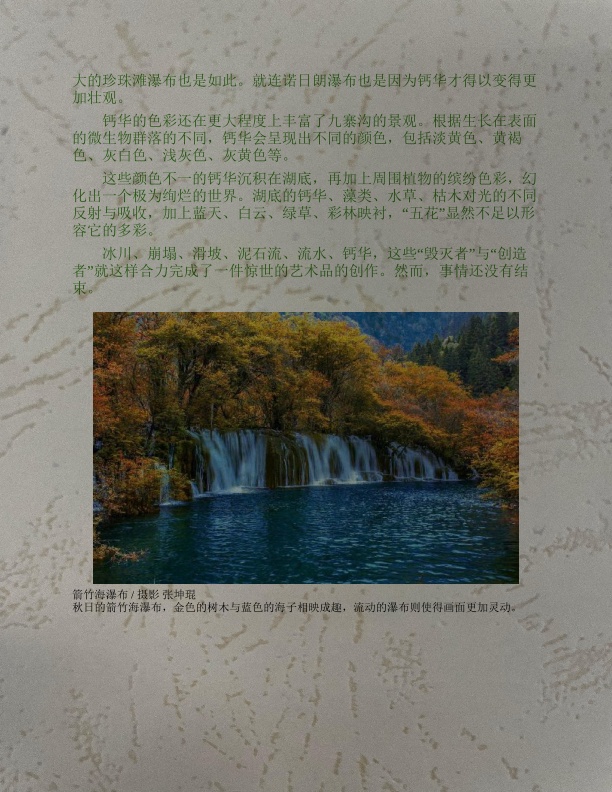 大的珍珠滩瀑布也是如此。就连诺日朗瀑布也是因为钙华才得以变得更
加壮观。
钙华的色彩还在更大程度上丰富了九寨沟的景观。根据生长在表面
的微生物群落的不同，钙华会呈现出不同的颜色，包括淡黄色、黄褐
色、灰白色、浅灰色、灰黄色等。
这些颜色不一的钙华沉积在湖底，再加上周围植物的缤纷色彩，幻
化出一个极为绚烂的世界。湖底的钙华、藻类、水草、枯木对光的不同
反射与吸收，加上蓝天、白云、绿草、彩林映衬，“五花”显然不足以形
容它的多彩。
冰川、崩塌、滑坡、泥石流、流水、钙华，这些“毁灭者”与“创造
者”就这样合力完成了一件惊世的艺术品的创作。然而，事情还没有结
束。
箭竹海瀑布 / 摄影 张坤琨
秋日的箭竹海瀑布，金色的树木与蓝色的海子相映成趣，流动的瀑布则使得画面更加灵动。